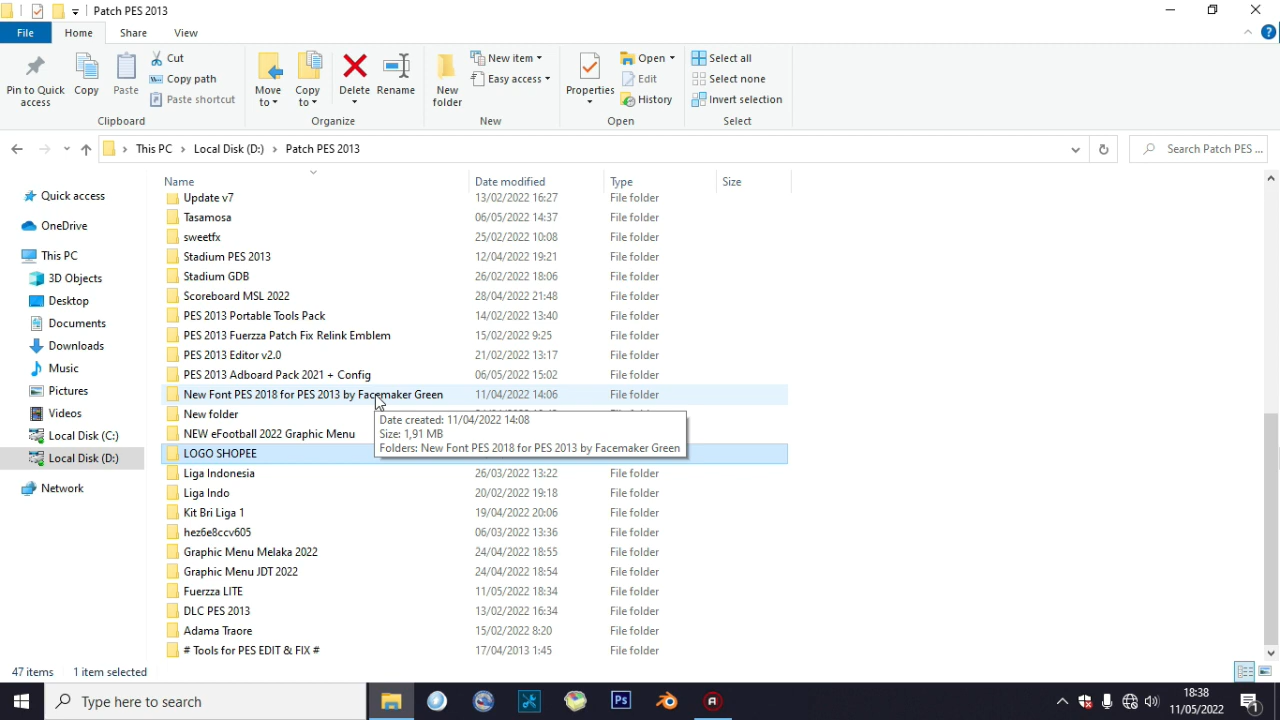 Patch PES 2013
File Home Share View
Pin to Quick access
Copy
Paste
Cut
Copy path
Paste shortcut
Move to
Copy to
Delete
Rename
New folder
New item
Easy access
Properties
Open
Edit
History
Select all
Select none
Invert selection
Clipboard Organize New Open Select
This PC > Local Disk (D:) > Patch PES 2013
Search Patch PES ...
Name Date modified Type Size
Quick access
OneDrive
This PC
3D Objects
Desktop
Documents
Downloads
Music
Pictures
Videos
Local Disk (C:)
Local Disk (D:)
Network
Update v7 13/02/2022 16:27 File folder
Tasamosa 06/05/2022 14:37 File folder
sweetfx 25/02/2022 10:08 File folder
Stadium PES 2013 12/04/2022 19:21 File folder
Stadium GDB 26/02/2022 18:06 File folder
Scoreboard MSL 2022 28/04/2022 21:48 File folder
PES 2013 Portable Tools Pack 14/02/2022 13:40 File folder
PES 2013 Fuerzza Patch Fix Relink Emblem 15/02/2022 9:25 File folder
PES 2013 Editor v2.0 21/02/2022 13:17 File folder
PES 2013 Adboard Pack 2021 + Config 06/05/2022 15:02 File folder
New Font PES 2018 for PES 2013 by Facemaker Green 11/04/2022 14:06 File folder
New folder
NEW eFootball 2022 Graphic Menu
LOGO SHOPEE
Date created: 11/04/2022 14:08
Size: 1,91 MB
Folders: New Font PES 2018 for PES 2013 by Facemaker Green
Liga Indonesia 26/03/2022 13:22 File folder
Liga Indo 20/02/2022 19:18 File folder
Kit Bri Liga 1 19/04/2022 20:06 File folder
hez6e8ccv605 06/03/2022 13:36 File folder
Graphic Menu Melaka 2022 24/04/2022 18:55 File folder
Graphic Menu JDT 2022 24/04/2022 18:54 File folder
Fuerzza LITE 11/05/2022 18:34 File folder
DLC PES 2013 13/02/2022 16:34 File folder
Adama Traore 15/02/2022 8:20 File folder
# Tools for PES EDIT & FIX # 17/04/2013 1:45 File folder
47 items 1 item selected
Type here to search
Ps
18:38
11/05/2022
1